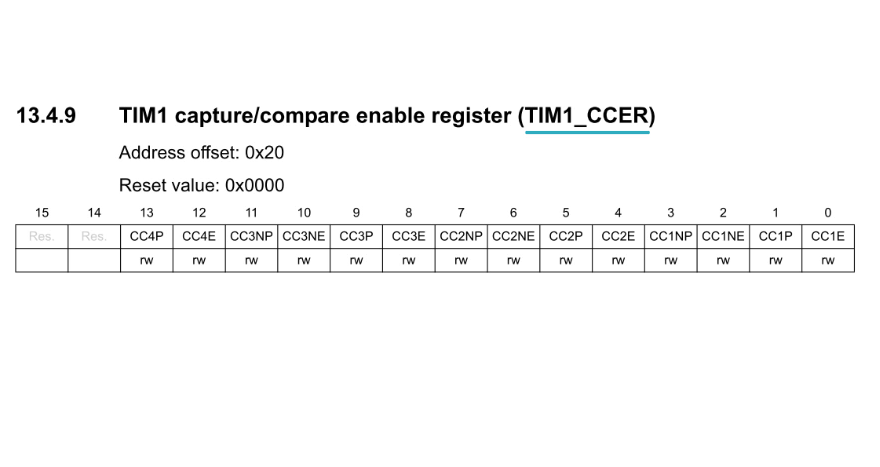 13.4.9 TIM1 capture/compare enable register (TIM1_CCER)
Address offset: 0x20
Reset value: 0x0000
15 14 13 12 11 10 9 8 7 6 5 4 3 2 1 0
Res. Res. CC4P CC4E CC3NP CC3NE CC3P CC3E CC2NP CC2NE CC2P CC2E CC1NP CC1NE CC1P CC1E
rw rw rw rw rw rw rw rw rw rw rw rw rw rw